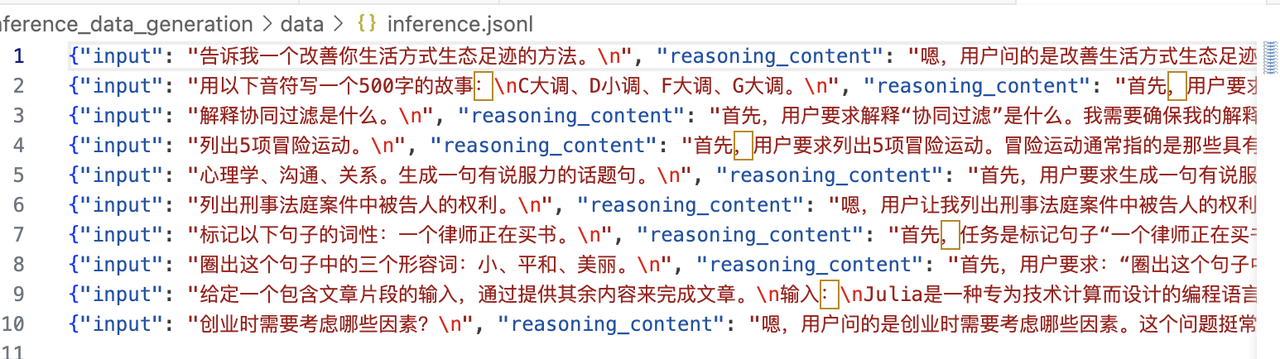 nference_data_generation > data > {} inference.jsonl
1 {"input": "告诉我一个改善你生活方式生态足迹的方法。\n", "reasoning_content": "嗯，用户问的是改善生活方式生态足迹
2 {"input": "用以下音符写一个500字的故事：\nC大调、D小调、F大调、G大调。\n", "reasoning_content": "首先，用户要求
3 {"input": "解释协同过滤是什么。\n", "reasoning_content": "首先，用户要求解释“协同过滤”是什么。我需要确保我的解释
4 {"input": "列出5项冒险运动。\n", "reasoning_content": "首先，用户要求列出5项冒险运动。冒险运动通常指的是那些具有
5 {"input": "心理学、沟通、关系。生成一句有说服力的话题句。\n", "reasoning_content": "首先，用户要求生成一句有说服
6 {"input": "列出刑事法庭案件中被告人的权利。\n", "reasoning_content": "嗯，用户让我列出刑事法庭案件中被告人的权利
7 {"input": "标记以下句子的词性：一个律师正在买书。\n", "reasoning_content": "首先，任务是标记句子“一个律师正在买书
8 {"input": "圈出这个句子中的三个形容词：小、平和、美丽。\n", "reasoning_content": "首先，用户要求：“圈出这个句子中
9 {"input": "给定一个包含文章片段的输入，通过提供其余内容来完成文章。\n输入：\nJulia是一种专为技术计算而设计的编程语言
10 {"input": "创业时需要考虑哪些因素？\n", "reasoning_content": "嗯，用户问的是创业时需要考虑哪些因素。这个问题挺常
11